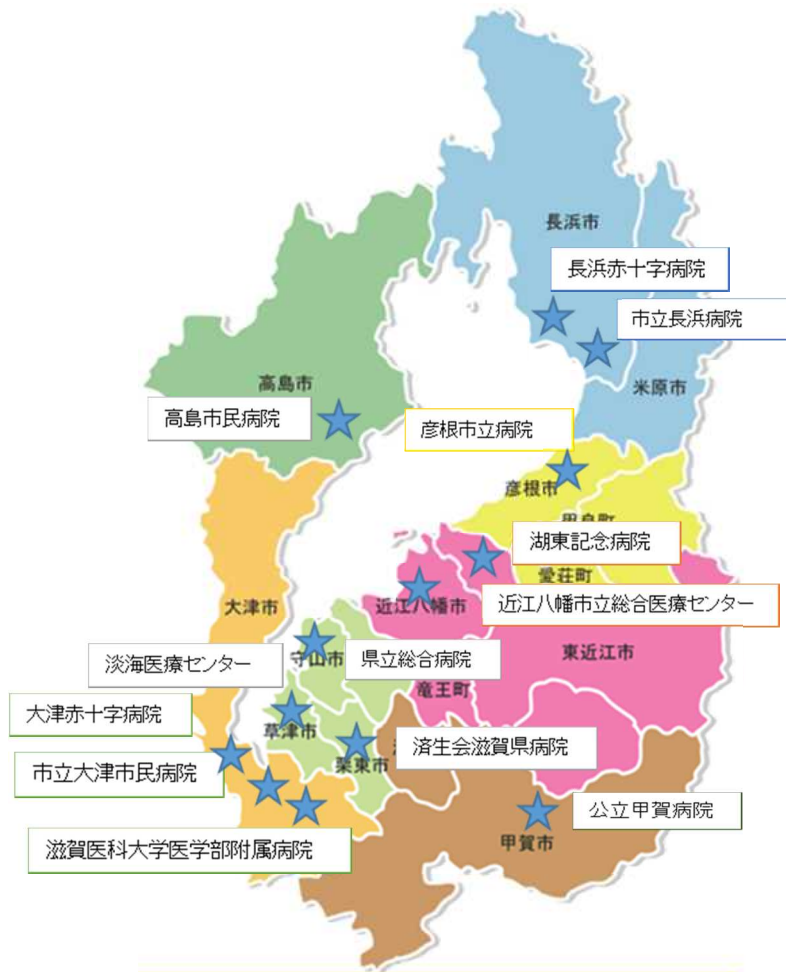 長浜市
長浜赤十字病院
市立長浜病院
米原市
高島市
高島市民病院
彦根市立病院
彦根市
甲良町
湖東記念病院
愛荘町
近江八幡市
近江八幡市立総合医療センター
大津市
守山市
県立総合病院
東近江市
淡海医療センター
竜王町
大津赤十字病院
草津市
済生会滋賀県病院
栗東市
市立大津市民病院
公立甲賀病院
甲賀市
滋賀医科大学医学部附属病院